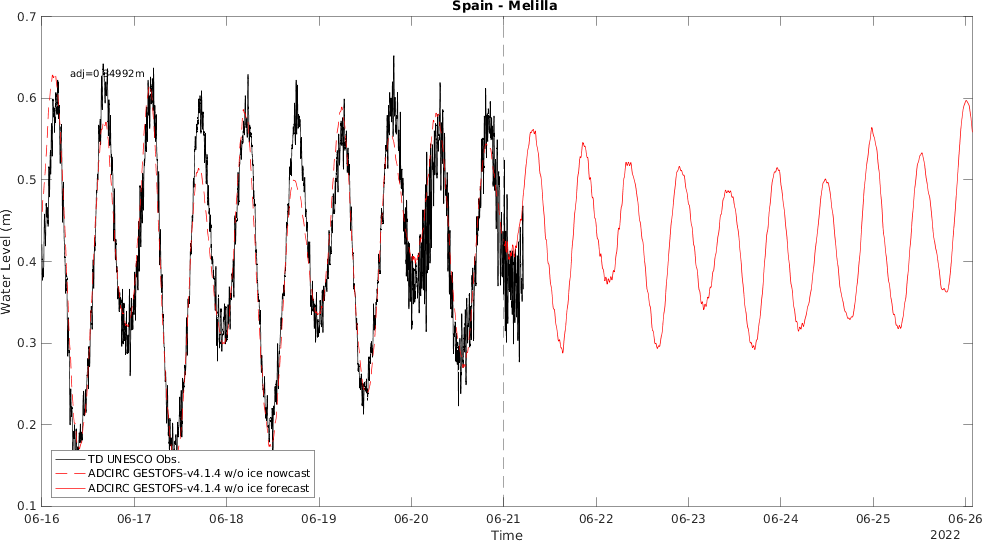 Spain - Melilla
0.7
0.6
0.5
0.4
0.3
0.2
0.1
Water Level (m)
TD UNESCO Obs.
ADCIRC GESTOFS-v4.1.4 w/o ice nowcast
ADCIRC GESTOFS-v4.1.4 w/o ice forecast
06-16 06-17 06-18 06-19 06-20 06-21 06-22 06-23 06-24 06-25 06-26
Time
2022